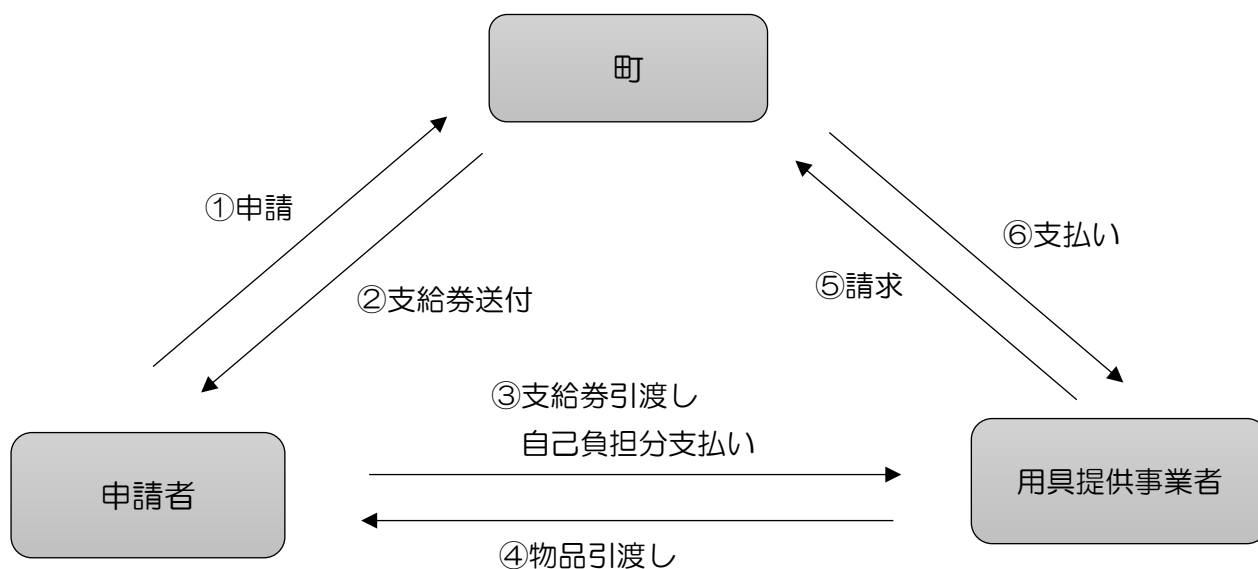 町
①申請
⑥支払い
⑤請求
②支給券送付
③支給券引渡し
自己負担分支払い
申請者
用具提供事業者
④物品引渡し